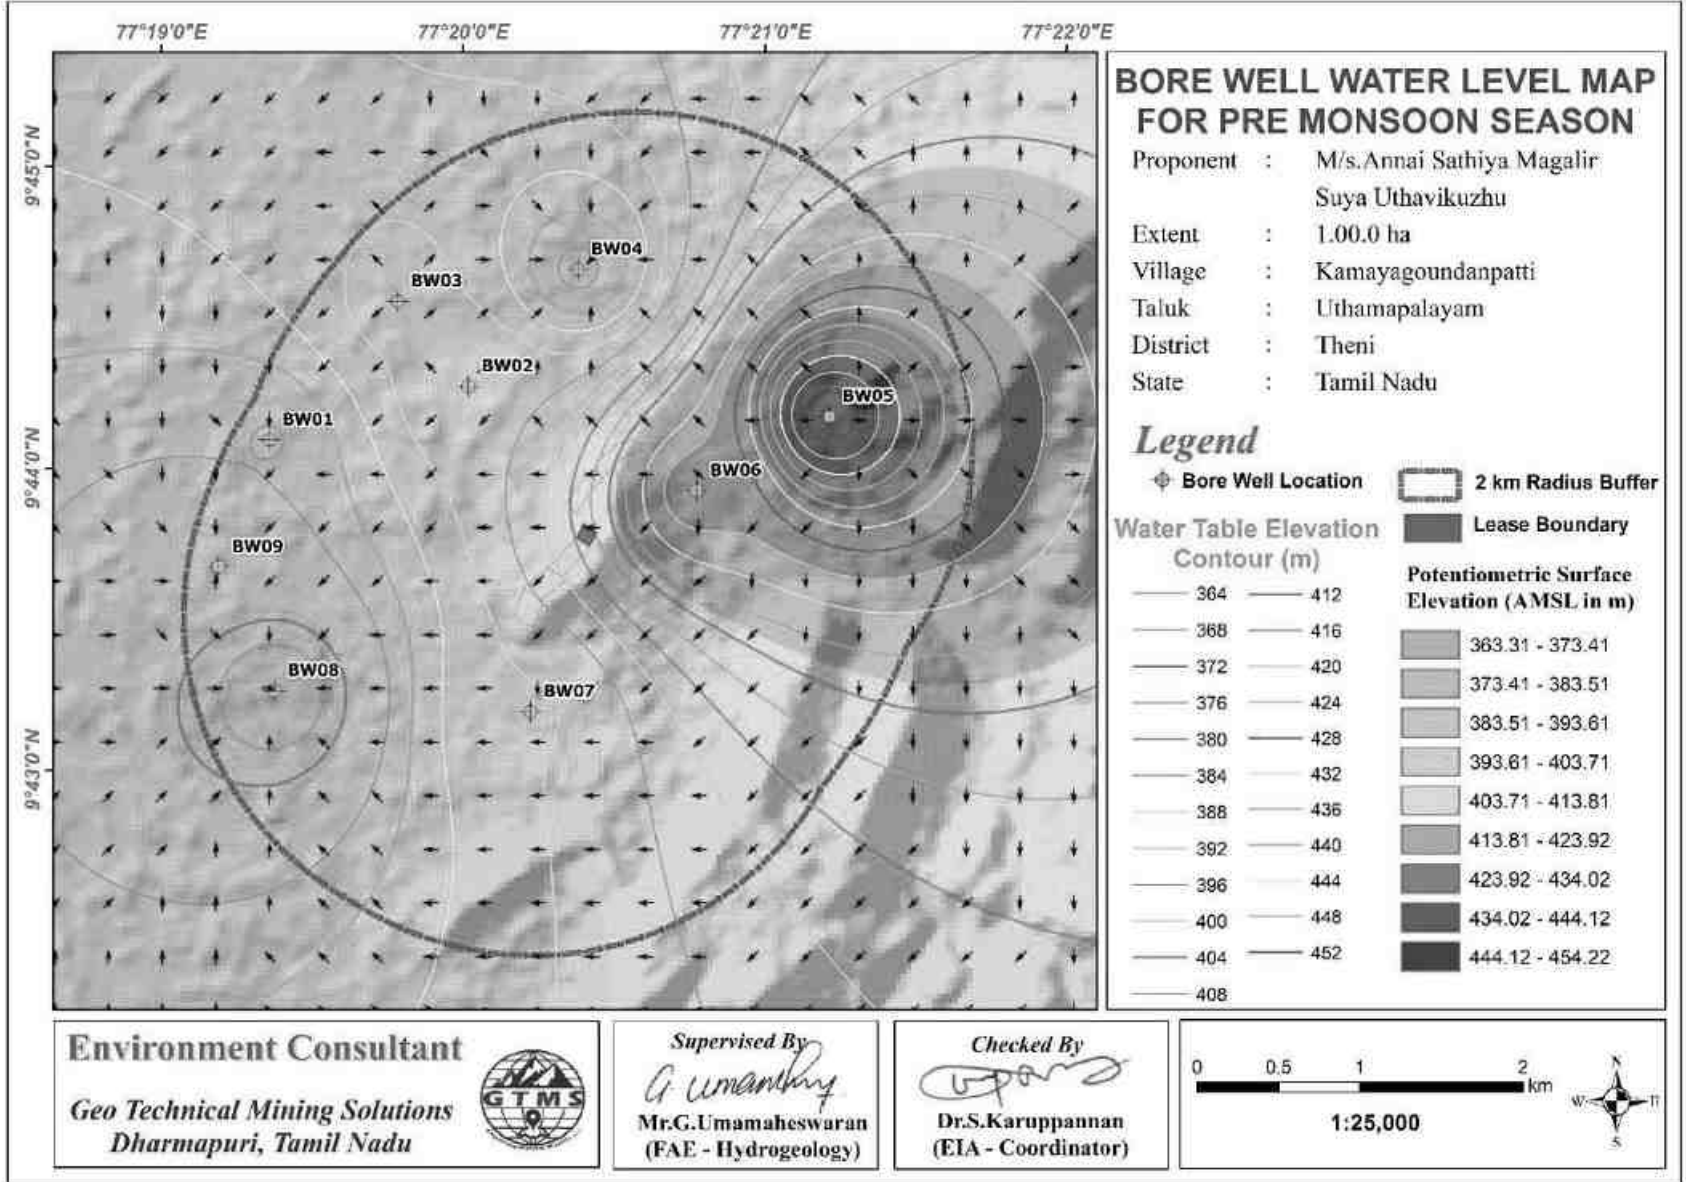 77°19'0"E
77°20'0"E
77°21'0"E
77°22'0"E
9°45'0"N
9°44'0"N
9°43'0"N
BW04
BW03
BW02
BW05
BW01
BW06
BW09
BW08
BW07
BORE WELL WATER LEVEL MAP
FOR PRE MONSOON SEASON
Proponent : M/s.Annai Sathiya Magalir
Suya Uthavikuzhu
Extent : 1.00.0 ha
Village : Kamayagoundanpatti
Taluk : Uthamapalayam
District : Theni
State : Tamil Nadu
Legend
Bore Well Location
2 km Radius Buffer
Lease Boundary
Water Table Elevation
Contour (m)
364 412
368 416
372 420
376 424
380 428
384 432
388 436
392 440
396 444
400 448
404 452
408
Potentiometric Surface
Elevation (AMSL in m)
363.31 - 373.41
373.41 - 383.51
383.51 - 393.61
393.61 - 403.71
403.71 - 413.81
413.81 - 423.92
423.92 - 434.02
434.02 - 444.12
444.12 - 454.22
Environment Consultant
Geo Technical Mining Solutions
Dharmapuri, Tamil Nadu
GTMS
Supervised By
G. Umamhey
Mr.G.Umamaheswaran
(FAE - Hydrogeology)
Checked By
Dr.S.Karuppannan
(EIA - Coordinator)
0 0.5 1 2
km
1:25,000
N
W
E
S